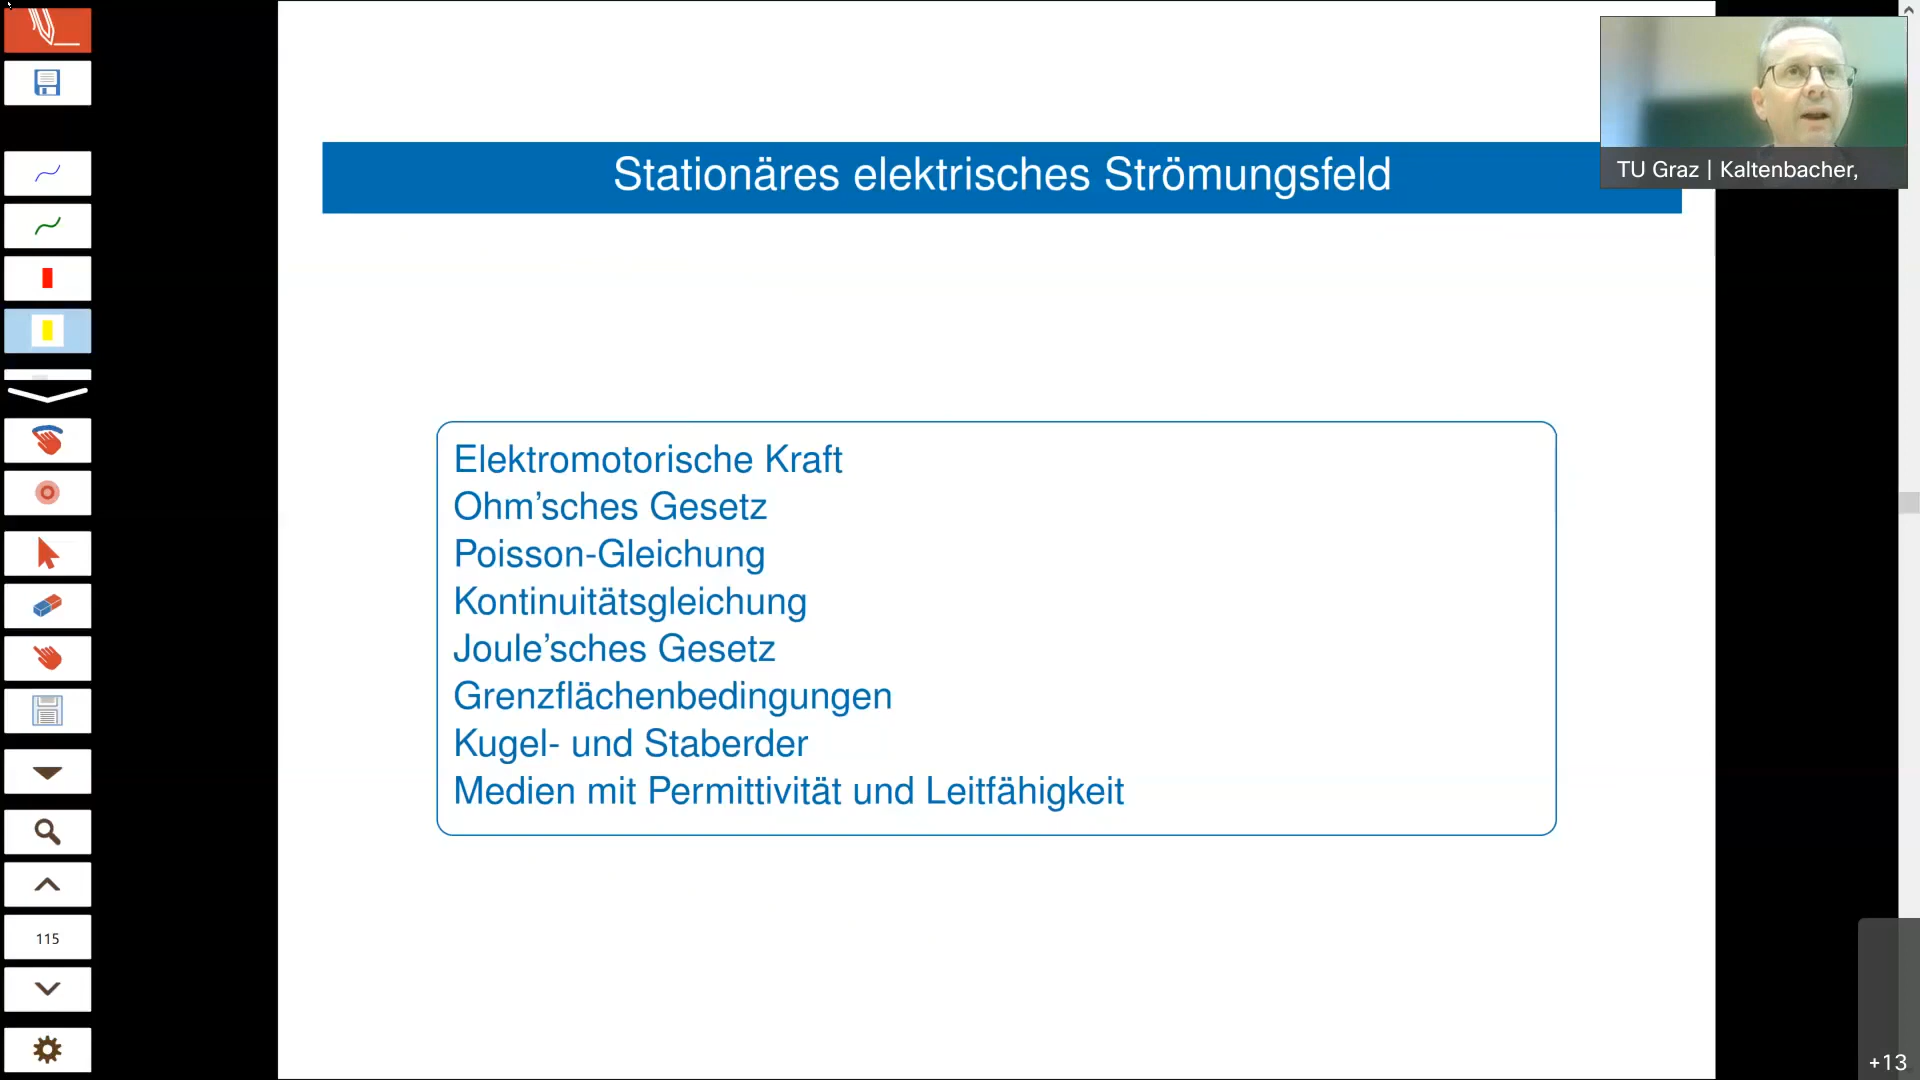 Stationäres elektrisches Strömungsfeld
TU Graz | Kaltenbacher,
Elektromotorische Kraft
Ohm’sches Gesetz
Poisson-Gleichung
Kontinuitätsgleichung
Joule’sches Gesetz
Grenzflächenbedingungen
Kugel- und Staberder
Medien mit Permittivität und Leitfähigkeit
115
+13